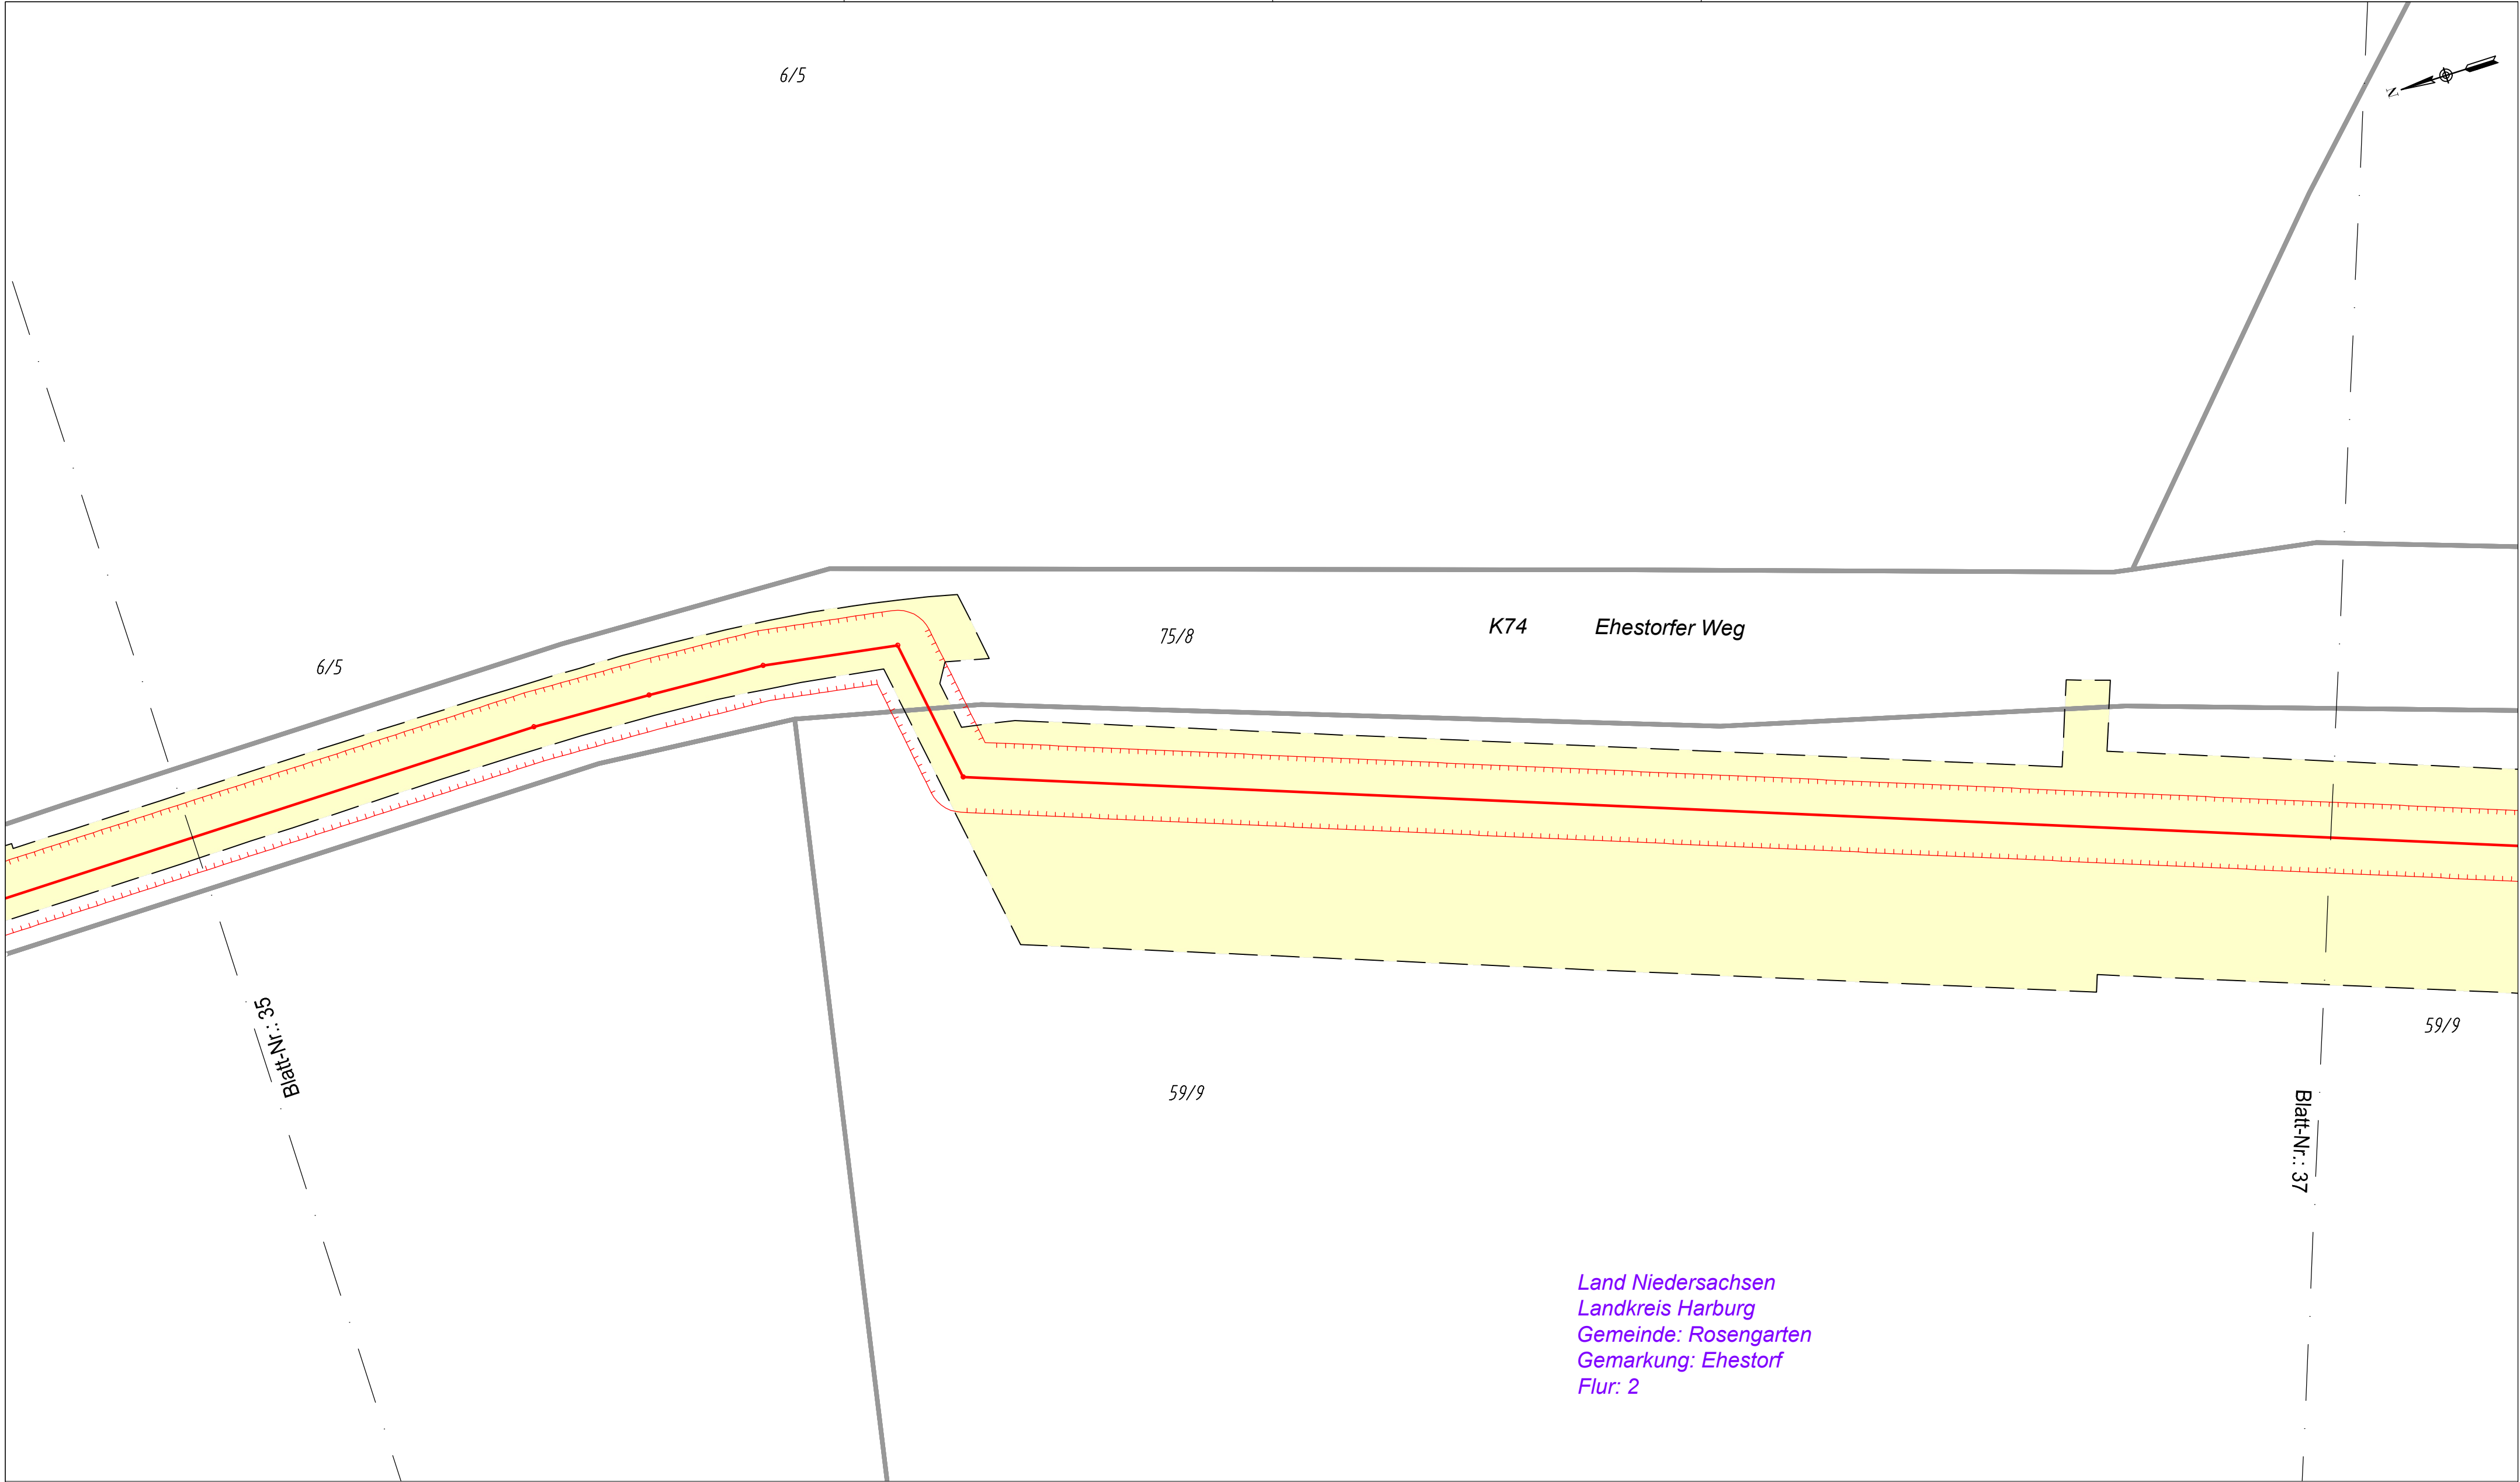 6/5
N
6/5
75/8
K74 Ehestorfer Weg
Blatt-Nr.: 35
59/9
59/9
Blatt-Nr.: 37
Land Niedersachsen
Landkreis Harburg
Gemeinde: Rosengarten
Gemarkung: Ehestorf
Flur: 2